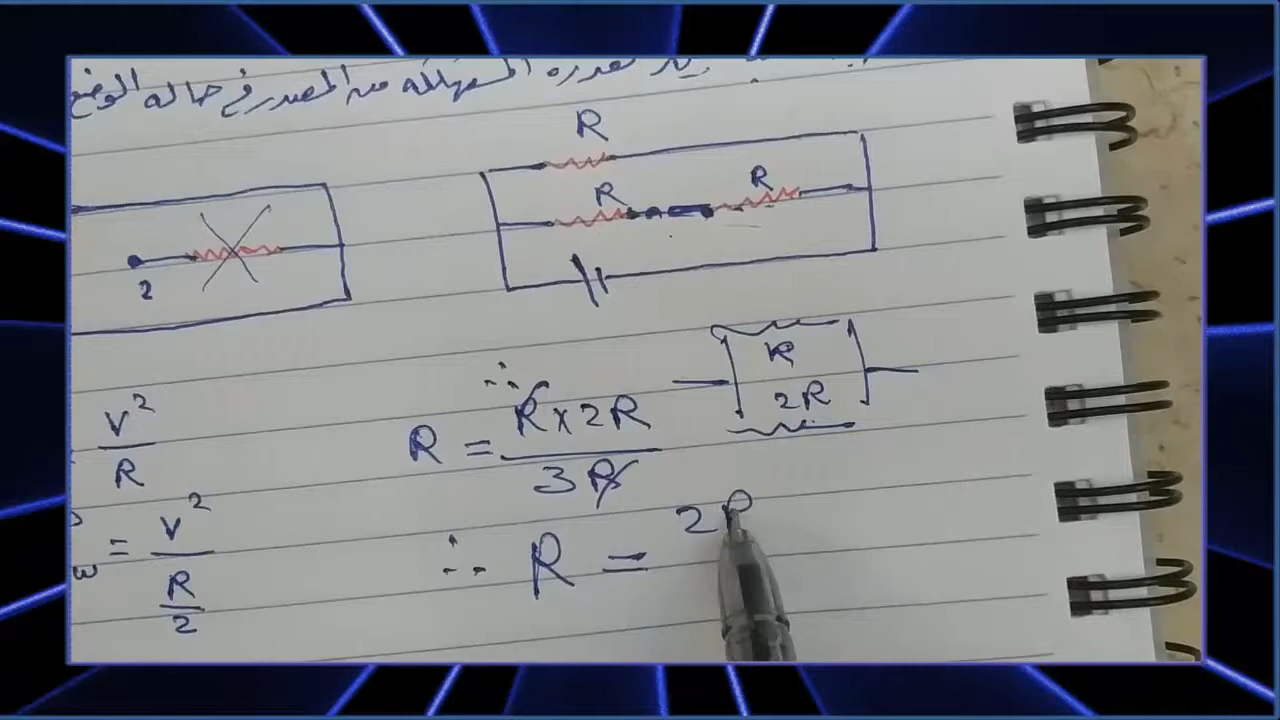 المستهلكه من المصدر في حاله الوضع
R
R R
2
R
2R
V²
R
∴
R = R×2R
3R
= V²
R
2
∴ R = 2R